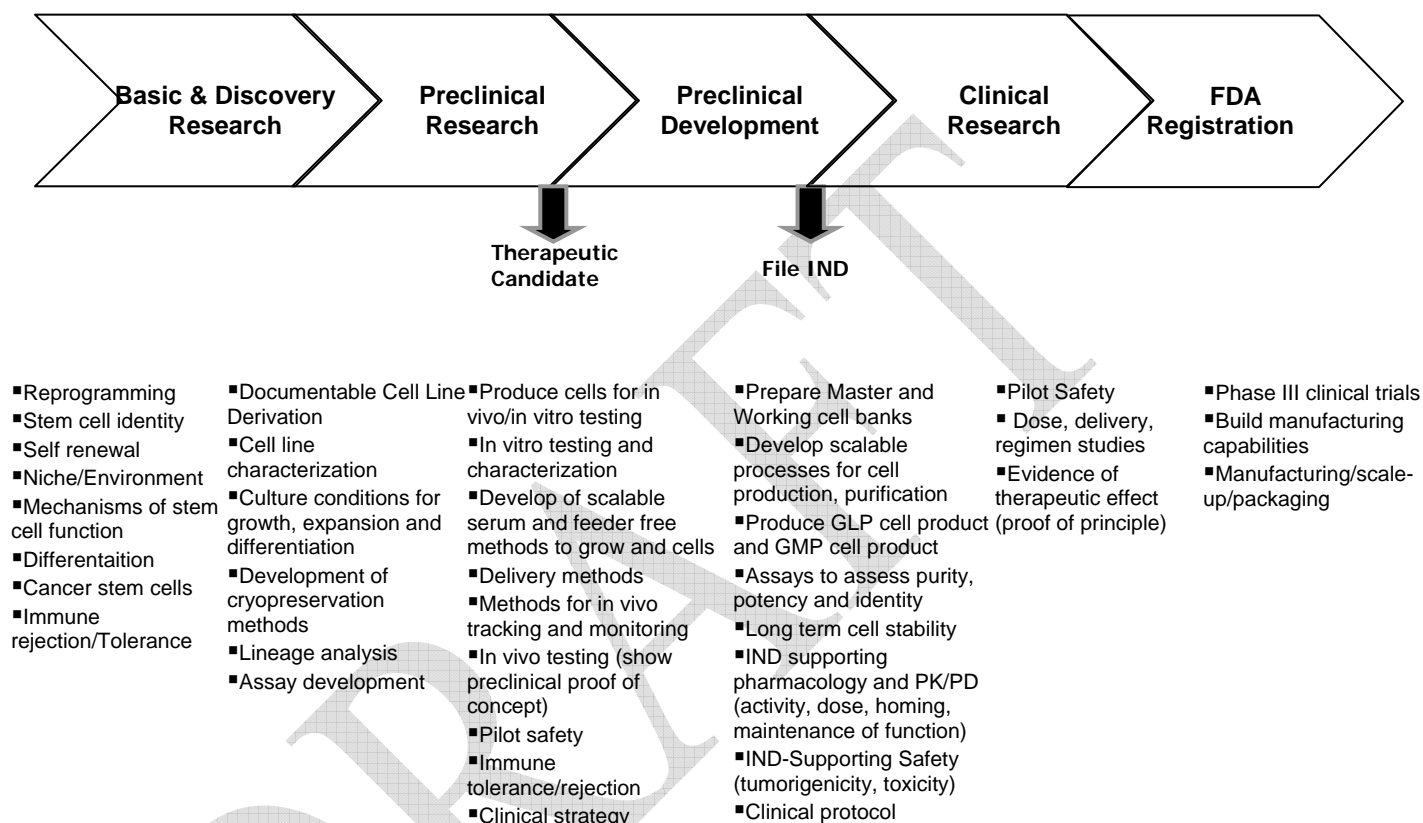 Basic & Discovery
Research
Preclinical
Research
Preclinical
Development
Clinical
Research
FDA
Registration
Therapeutic
Candidate
File IND
▪Reprogramming
▪Stem cell identity
▪Self renewal
▪Niche/Environment
▪Mechanisms of stem
cell function
▪Differentaition
▪Cancer stem cells
▪Immune
rejection/Tolerance
▪Documentable Cell Line
Derivation
▪Cell line
characterization
▪Culture conditions for
growth, expansion and
differentiation
▪Development of
cryopreservation
methods
▪Lineage analysis
▪Assay development
▪Produce cells for in
vivo/in vitro testing
▪In vitro testing and
characterization
▪Develop of scalable
serum and feeder free
methods to grow and cells
▪Delivery methods
▪Methods for in vivo
tracking and monitoring
▪In vivo testing (show
preclinical proof of
concept)
▪Pilot safety
▪Immune
tolerance/rejection
▪Clinical strategy
▪Prepare Master and
Working cell banks
▪Develop scalable
processes for cell
production, purification
▪Produce GLP cell product
and GMP cell product
▪Assays to assess purity,
potency and identity
▪Long term cell stability
▪IND supporting
pharmacology and PK/PD
(activity, dose, homing,
maintenance of function)
▪IND-Supporting Safety
(tumorigenicity, toxicity)
▪Clinical protocol
▪Pilot Safety
▪ Dose, delivery,
regimen studies
▪Evidence of
therapeutic effect
(proof of principle)
▪Phase III clinical trials
▪Build manufacturing
capabilities
▪Manufacturing/scale-
up/packaging
DRAFT